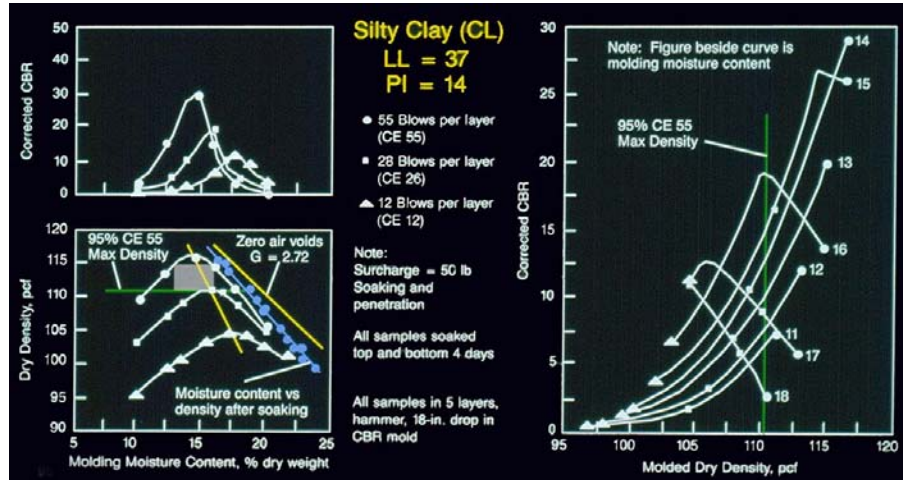 50
40
30
20
10
0
Corrected CBR
Silty Clay (CL)
LL = 37
PI = 14
55 Blows per layer
(CE 55)
28 Blows per layer
(CE 26)
12 Blows per layer
(CE 12)
Note:
Surcharge = 50 lb
Soaking and
penetration
All samples soaked
top and bottom 4 days
All samples in 5 layers,
hammer, 18-in. drop in
CBR mold
120
115
110
105
100
95
90
Dry Density, pcf
95% CE 55
Max Density
Zero air voids
G = 2.72
Moisture content vs
density after soaking
5
10
15
20
25
Molding Moisture Content, % dry weight
30
25
20
15
10
5
0
Corrected CBR
Note: Figure beside curve is
molding moisture content
95% CE 55
Max Density
14
15
13
16
12
11
17
18
95
100
105
110
115
120
Molded Dry Density, pcf